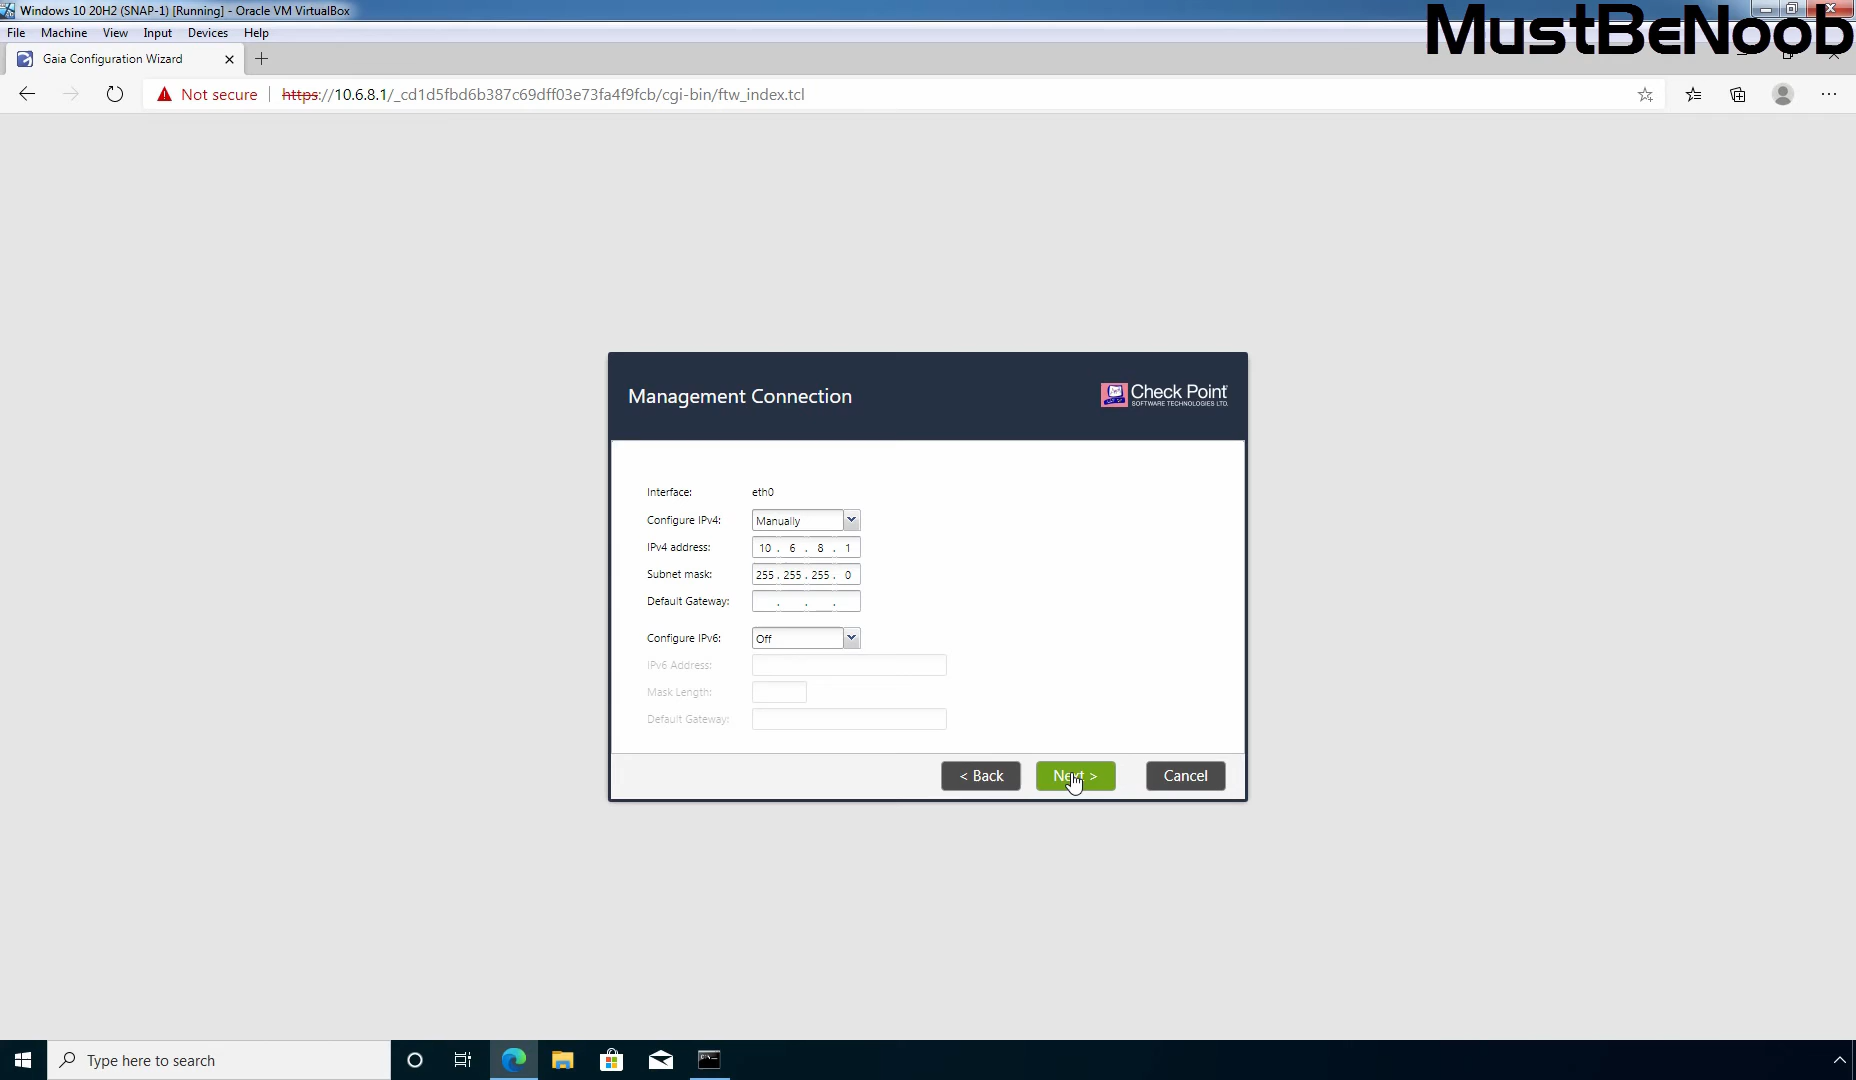 Windows 10 20H2 (SNAP-1) [Running] - Oracle VM VirtualBox
MustBeNoob
File Machine View Input Devices Help
Gaia Configuration Wizard
Not secure https://10.6.8.1/_cd1d5fbd6b387c69dff03e73fa4f9fcb/cgi-bin/ftw_index.tcl
Management Connection
Check Point
SOFTWARE TECHNOLOGIES LTD.
Interface: eth0
Configure IPv4: Manually
IPv4 address: 10 . 6 . 8 . 1
Subnet mask: 255 . 255 . 255 . 0
Default Gateway: . . .
Configure IPv6: Off
IPv6 Address:
Mask Length:
Default Gateway:
< Back Next > Cancel
Type here to search